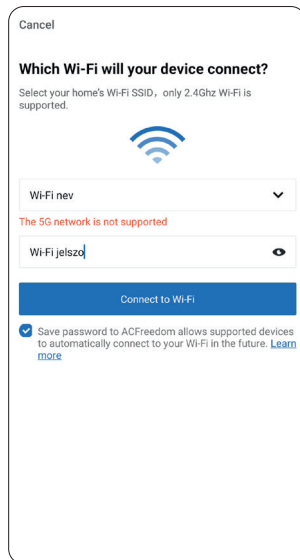 Cancel
Which Wi-Fi will your device connect?
Select your home's Wi-Fi SSID, only 2.4Ghz Wi-Fi is
supported.
Wi-Fi nev
The 5G network is not supported
Wi-Fi jelszo
Connect to Wi-Fi
Save password to ACFreedom allows supported devices
to automatically connect to your Wi-Fi in the future. Learn
more